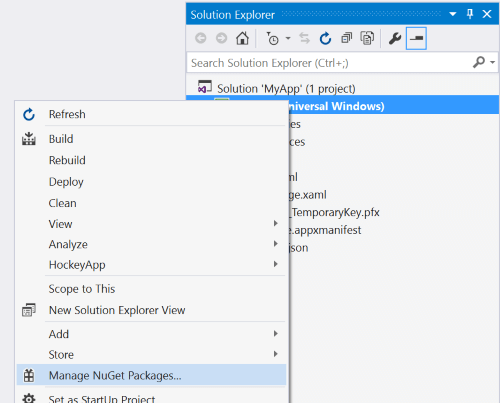 Solution Explorer
Search Solution Explorer (Ctrl+;)
Solution 'MyApp' (1 project)
niversal Windows)
es
ces
ml
ge.xaml
_TemporaryKey.pfx
e.appxmanifest
json
Refresh
Build
Rebuild
Deploy
Clean
View
Analyze
HockeyApp
Scope to This
New Solution Explorer View
Add
Store
Manage NuGet Packages...
Set as StartUp Project